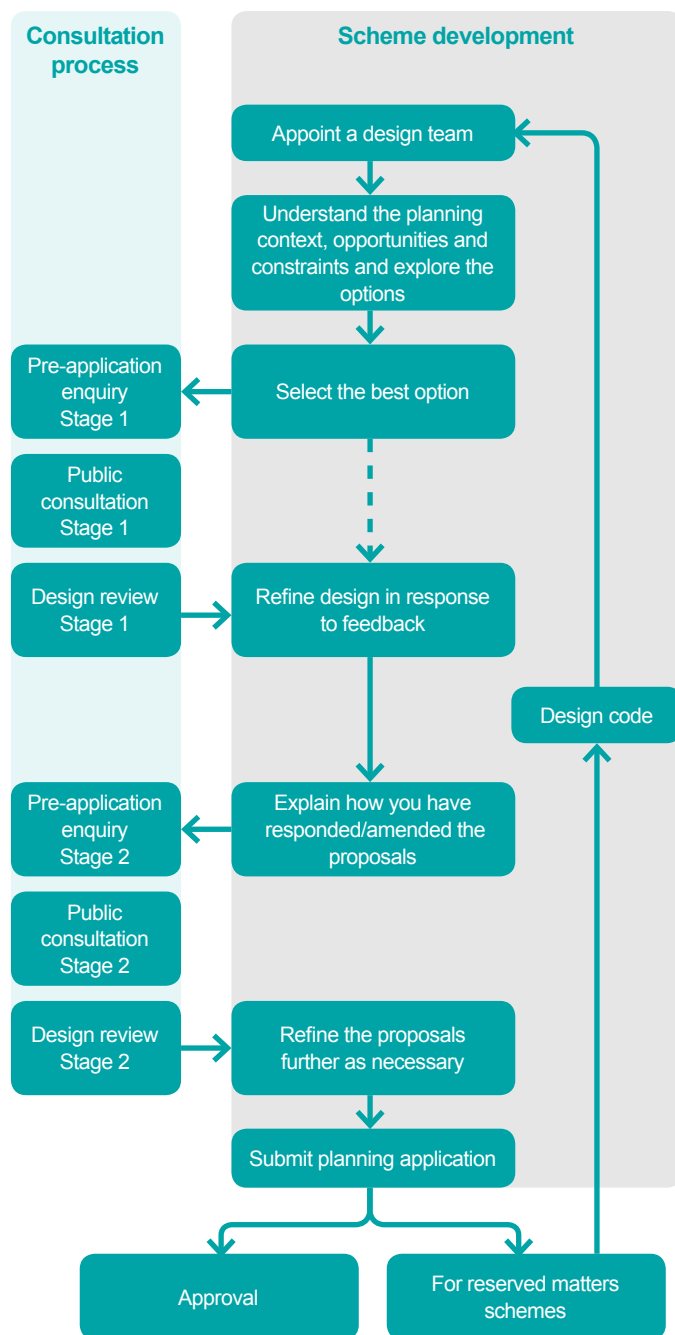 Consultation
process
Scheme development
Appoint a design team
Understand the planning
context, opportunities and
constraints and explore the
options
Pre-application
enquiry
Stage 1
Select the best option
Public
consultation
Stage 1
Design review
Stage 1
Refine design in response
to feedback
Design code
Pre-application
enquiry
Stage 2
Explain how you have
responded/amended the
proposals
Public
consultation
Stage 2
Design review
Stage 2
Refine the proposals
further as necessary
Submit planning application
Approval
For reserved matters
schemes